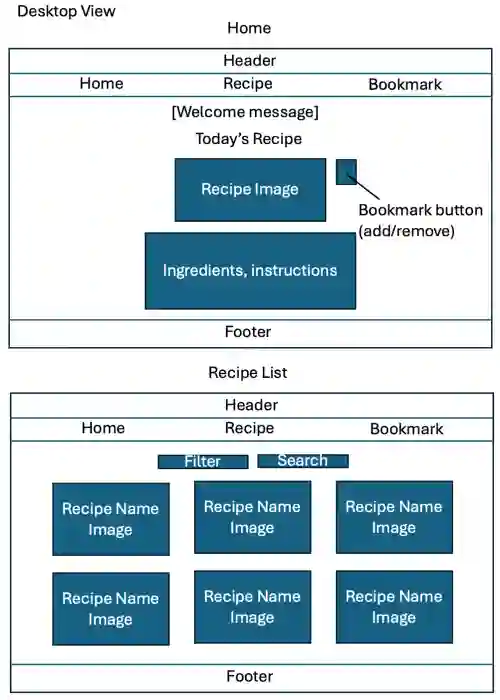 Desktop View
Home
Header
Home Recipe Bookmark
[Welcome message]
Today's Recipe
Recipe Image
Bookmark button
(add/remove)
Ingredients, instructions
Footer
Recipe List
Header
Home Recipe Bookmark
Filter Search
Recipe Name
Image
Recipe Name
Image
Recipe Name
Image
Recipe Name
Image
Recipe Name
Image
Recipe Name
Image
Footer